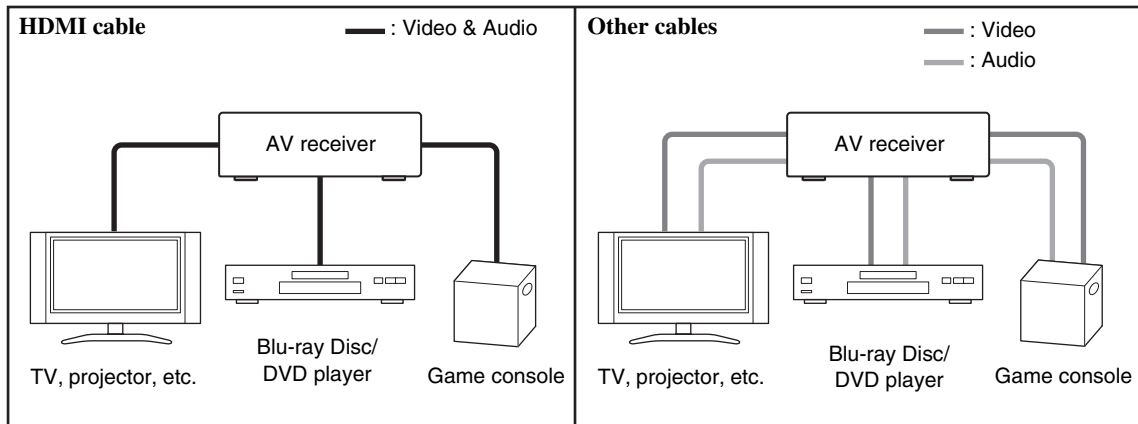 HDMI cable
: Video & Audio
AV receiver
TV, projector, etc.
Blu-ray Disc/
DVD player
Game console
Other cables
: Video
: Audio
AV receiver
TV, projector, etc.
Blu-ray Disc/
DVD player
Game console